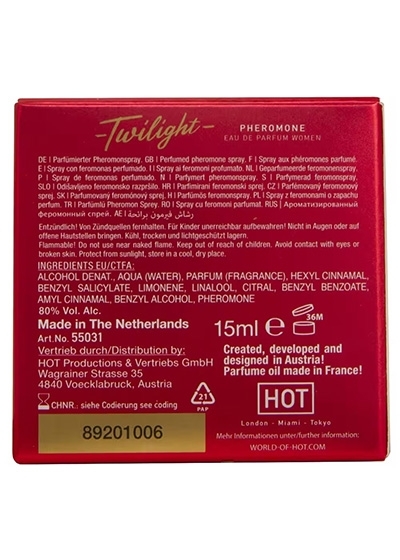 Twilight
PHEROMONE
EAU DE PARFUM WOMEN
DE | Parfümierter Pheromonspray. GB | Perfumed pheromone spray. F | Spray aux phéromones parfumé.
E | Spray con feromonas perfumado. I | Spray ai feromoni profumato. NL | Geparfumeerde feromonenspray.
P | Spray de feromonas perfumado. N | Parfymert feromonspray. S | Parfymerad feromonspray.
SLO | Odišavljeno feromonsko razpršilo. HR | Parfimirani feromonski sprej. CZ | Parfémovaný feromonový
sprej. SK | Parfumovaný feromónový sprej. H | Parfümös feromon spray. PL | Spray z feromonami o zapachu
perfum. TR | Parfümlü Pheromon Sprey. RO | Spray cu feromoni parfumat. RUS | Ароматизированный
феромонный спрей. AE | رشاش فيرمون برائحة
Entzündlich! Von Zündquellen fernhalten. Für Kinder unerreichbar aufbewahren! Nicht in Augen oder auf
offene Hautstellen bringen. Kühl, trocken und lichtgeschützt lagern.
Flammable! Do not use near naked flame. Keep out of reach of children. Avoid contact with eyes or
broken skin. Protect from sunlight, store in a cool, dry place.
INGREDIENTS EU/CTFA:
ALCOHOL DENAT., AQUA (WATER), PARFUM (FRAGRANCE), HEXYL CINNAMAL,
BENZYL SALICYLATE, LIMONENE, LINALOOL, CITRAL, BENZYL BENZOATE,
AMYL CINNAMAL, BENZYL ALCOHOL, PHEROMONE
80% Vol. Alc.
Made in The Netherlands
Art.No. 55031
Vertrieb durch/Distribution by:
HOT Productions & Vertriebs GmbH
Wagrainer Strasse 35
4840 Voecklabruck, Austria
CHNR.: siehe Codierung see coding
21
PAP
89201006
15ml e
36M
Created, developed and
designed in Austria!
Parfume oil made in France!
HOT
London - Miami - Tokyo
Mehr Informationen unter/further information:
WORLD-OF-HOT.COM